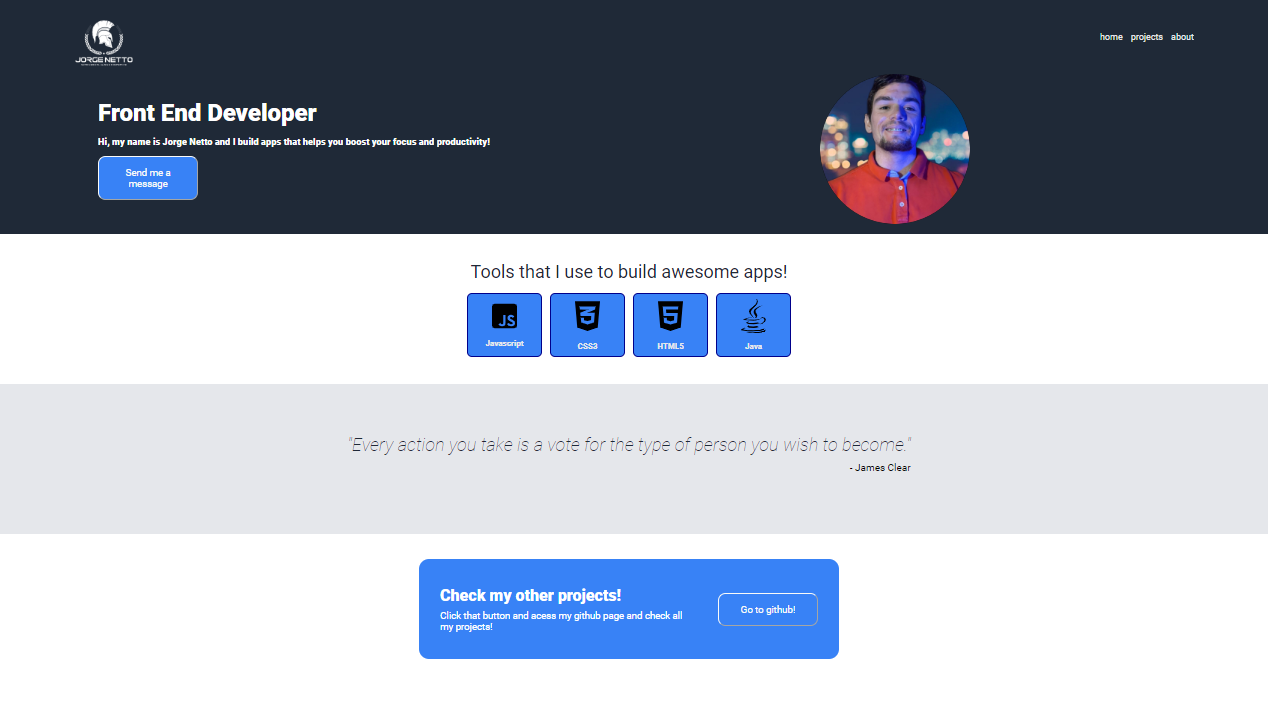 JORGE NETTO
home projects about
Front End Developer
Hi, my name is Jorge Netto and I build apps that helps you boost your focus and productivity!
Send me a
message
Tools that I use to build awesome apps!
JS
Javascript
CSS3
5
HTML5
Java
"Every action you take is a vote for the type of person you wish to become."
- James Clear
Check my other projects!
Click that button and acess my github page and check all
my projects!
Go to github!